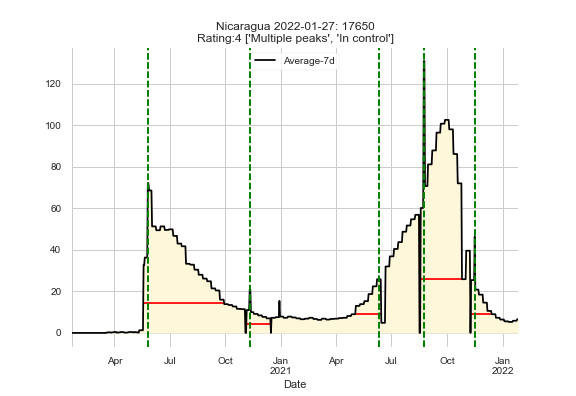 Nicaragua 2022-01-27: 17650
Rating:4 ['Multiple peaks', 'In control']
Average-7d
120
100
80
60
40
20
0
Apr Jul Oct Jan Apr Jul Oct Jan
2021 2022
Date